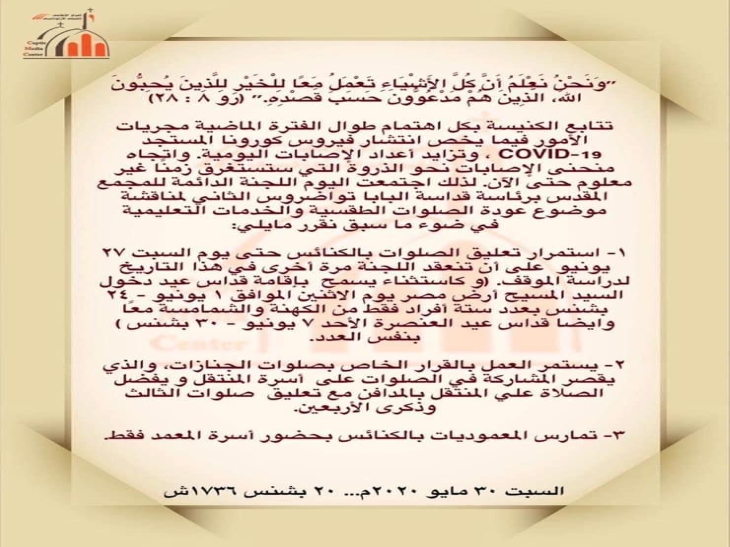 Coptic
Media
Center
“وَنَحْنُ نَعْلَمُ أَنَّ كُلَّ الأَشْيَاءِ تَعْمَلُ مِعًا لِلْخَيْرِ لِلَّذِينَ يُحِبُّونَ
اللهَ، الَّذِينَ هُمْ مَدْعُوُّونَ حَسَبَ قَصْدِهِ.” (رو ٨ : ٢٨)
تتابع الكنيسة بكل اهتمام طوال الفترة الماضية مجريات
الأمور فيما يخص انتشار فيروس كورونا المستجد
COVID-19 ، وتزايد أعداد الإصابات اليومية. واتجاه
منحنى الإصابات نحو الذروة التي ستستغرق زمنًا غير
معلوم حتى الآن. لذلك اجتمعت اليوم اللجنة الدائمة للمجمع
المقدس برئاسة قداسة البابا تواضروس الثاني لمناقشة
موضوع عودة الصلوات الطقسية والخدمات التعليمية
في ضوء ما سبق نقرر مايلي:
١- استمرار تعليق الصلوات بالكنائس حتى يوم السبت ٢٧
يونيو على أن تنعقد اللجنة مرة أخرى في هذا التاريخ
لدراسة الموقف. (و كاستثناء يسمح بإقامة قداس عيد دخول
السيد المسيح أرض مصر يوم الاثنين الموافق ١ يونيو - ٢٤
بشنس بعدد ستة أفراد فقط من الكهنة والشمامسة معًا
وايضا قداس عيد العنصرة الأحد ٧ يونيو - ٣٠ بشنس )
بنفس العدد.
٢- يستمر العمل بالقرار الخاص بصلوات الجنازات، والذي
يقصر المشاركة في الصلوات على أسرة المنتقل و يفضل
الصلاة علي المنتقل بالمدافن مع تعليق صلوات الثالث
وذكرى الأربعين.
٣- تمارس المعموديات بالكنائس بحضور أسرة المعمد فقط.
السبت ٣٠ مايو ٢٠٢٠م... ٢٠ بشنس ١٧٣٦ش